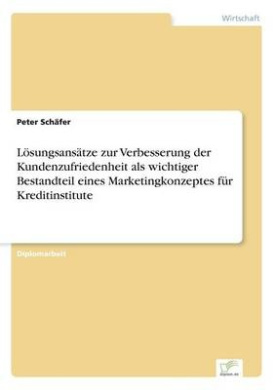 Wirtschaft
Peter Schäfer
Lösungsansätze zur Verbesserung der
Kundenzufriedenheit als wichtiger
Bestandteil eines Marketingkonzeptes für
Kreditinstitute
Diplomarbeit